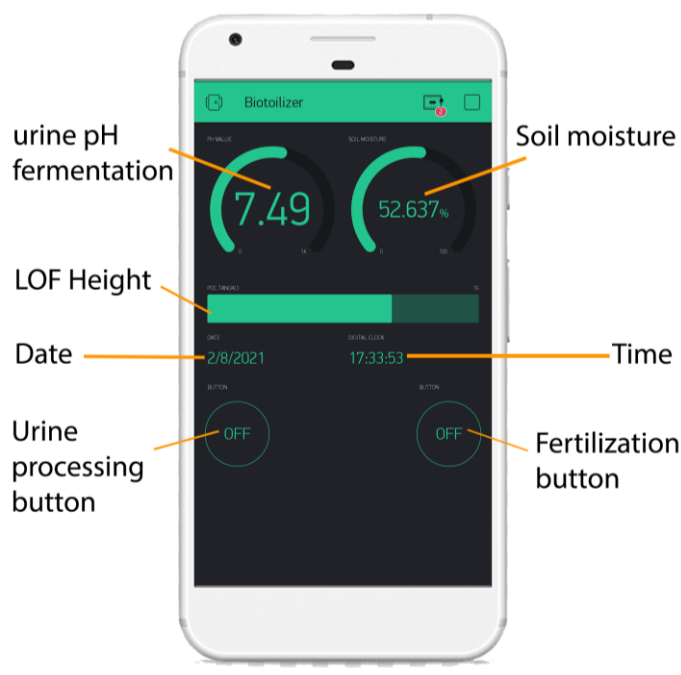 Biotoilizer
2
urine pH
fermentation
Soil moisture
PH VALUE
SOIL MOISTURE
7.49
52.637%
0
14
0
100
LOF Height
DATE
DIGITAL CLOCK
Date
2/8/2021
17:33:53
Time
BUTTON
BUTTON
OFF
OFF
Urine
processing
button
Fertilization
button